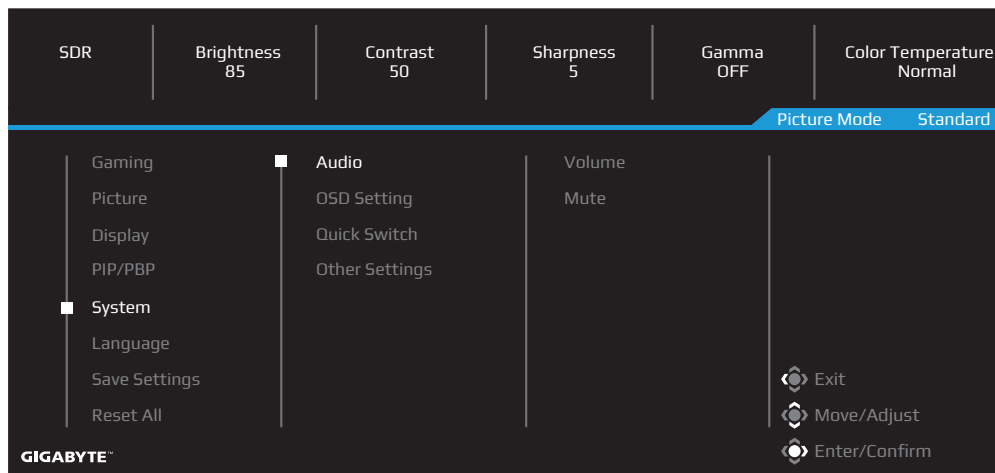 SDR
Brightness
85
Contrast
50
Sharpness
5
Gamma
OFF
Color Temperature
Normal
Picture Mode Standard
Gaming
Picture
Display
PIP/PBP
System
Language
Save Settings
Reset All
Audio
OSD Setting
Quick Switch
Other Settings
Volume
Mute
Exit
Move/Adjust
Enter/Confirm
GIGABYTE™